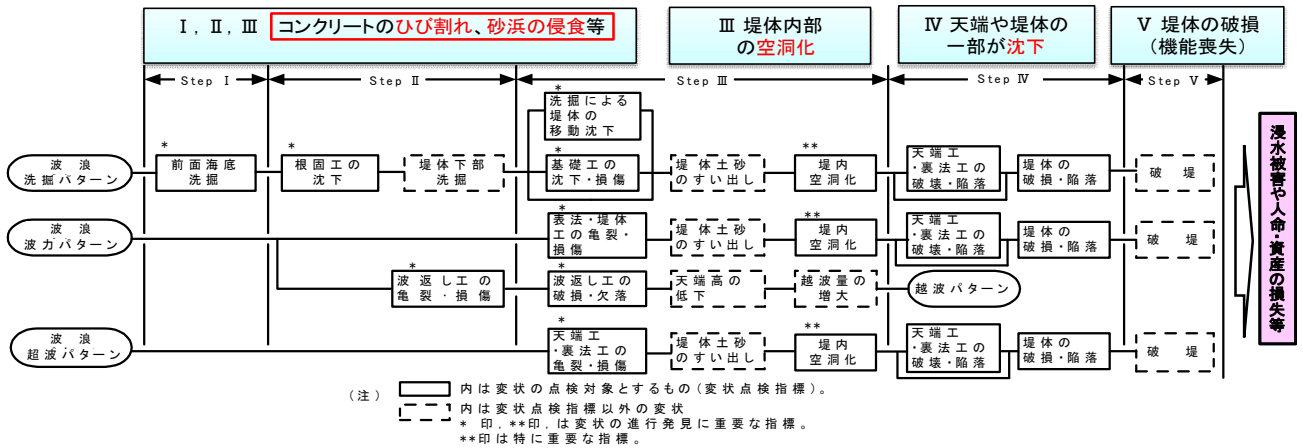 Ⅰ, Ⅱ, Ⅲ コンクリートのひび割れ、砂浜の侵食等
Ⅲ 堤体内部
の空洞化
Ⅳ 天端や堤体の
一部が沈下
Ⅴ 堤体の破損
(機能喪失)
Step Ⅰ
Step Ⅱ
Step Ⅲ
Step Ⅳ
Step Ⅴ
*
洗掘による
堤体の
移動沈下
波浪
洗掘パターン
*
前面海底
洗掘
*
根固工の
沈下
堤体下部
洗掘
*
基礎工の
沈下・損傷
堤体土砂
のすい出し
**
堤内
空洞化
天端工
・裏法工の
破壊・陥落
堤体の
破損・陥落
破堤
波浪
波力パターン
*
表法・堤体
工の亀裂・
損傷
堤体土砂
のすい出し
**
堤内
空洞化
天端工
・裏法工の
破壊・陥落
堤体の
破損・陥落
破堤
*
波返し工の
亀裂・損傷
*
波返し工の
破損・欠落
天端高の
低下
越波量の
増大
越波パターン
波浪
超波パターン
*
天端工
・裏法工の
亀裂・損傷
堤体土砂
のすい出し
**
堤内
空洞化
天端工
・裏法工の
破壊・陥落
堤体の
破損・陥落
破堤
浸水被害や人命・資産の損失等
(注) 内は変状の点検対象とするもの(変状点検指標)。
内は変状点検指標以外の変状
* 印, **印, は変状の進行発見に重要な指標。
**印は特に重要な指標。